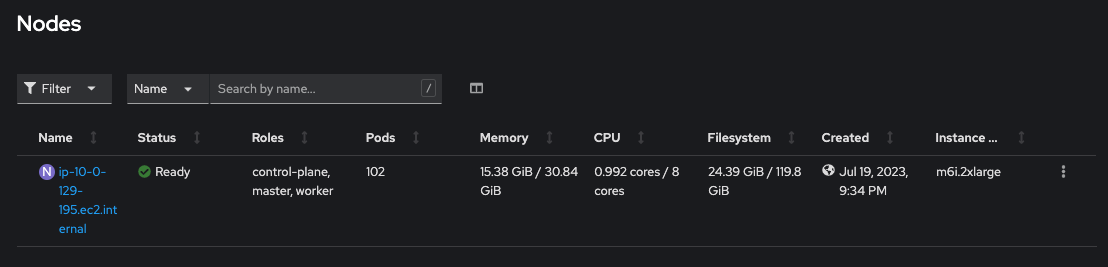 Nodes
Filter Name Search by name... /
Name Status Roles Pods Memory CPU Filesystem Created Instance ...
N ip-10-0- Ready control-plane, 102 15.38 GiB / 30.84 0.992 cores / 8 24.39 GiB / 119.8 Jul 19, 2023, m6i.2xlarge
129- master, worker GiB cores GiB 9:34 PM
195.ec2.int
ernal